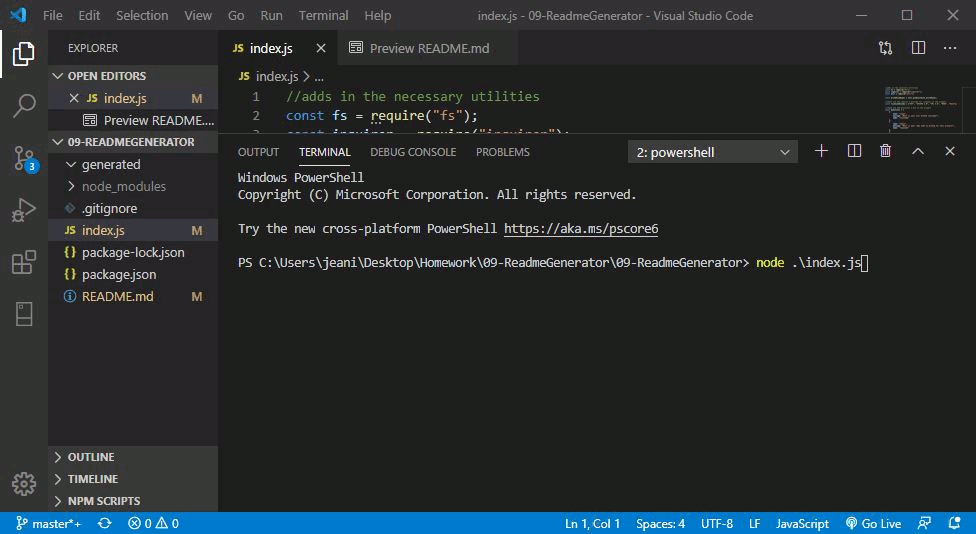 File Edit Selection View Go Run Terminal Help index.js - 09-ReadmeGenerator - Visual Studio Code
EXPLORER
OPEN EDITORS
JS index.js M
Preview README....
09-READMEGENERATOR
generated
node_modules
.gitignore
JS index.js M
{} package-lock.json
{} package.json
README.md M
OUTLINE
TIMELINE
NPM SCRIPTS
3
JS index.js Preview README.md
JS index.js > ...
1 //adds in the necessary utilities
2 const fs = require("fs");
3 const inquirer = require("inquirer");
OUTPUT TERMINAL DEBUG CONSOLE PROBLEMS 2: powershell
Windows PowerShell
Copyright (C) Microsoft Corporation. All rights reserved.
Try the new cross-platform PowerShell https://aka.ms/pscore6
PS C:\Users\jeani\Desktop\Homework\09-ReadmeGenerator\09-ReadmeGenerator> node .\index.js
master*+ 0 0 Ln 1, Col 1 Spaces: 4 UTF-8 LF JavaScript Go Live